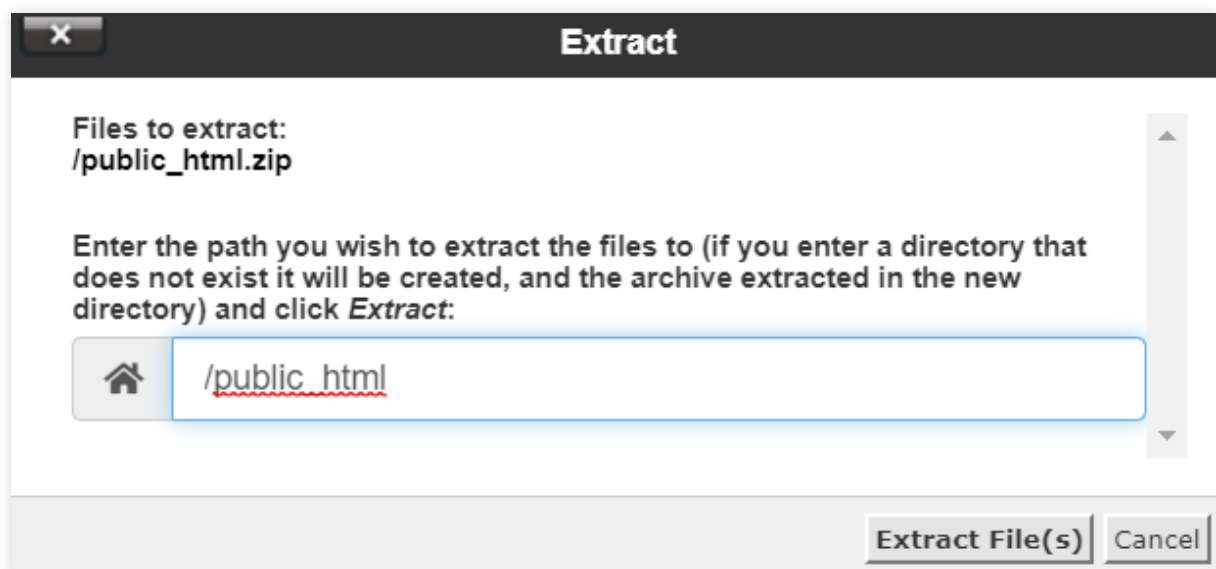 Extract
Files to extract:
/public_html.zip
Enter the path you wish to extract the files to (if you enter a directory that
does not exist it will be created, and the archive extracted in the new
directory) and click Extract:
/public_html
Extract File(s) Cancel